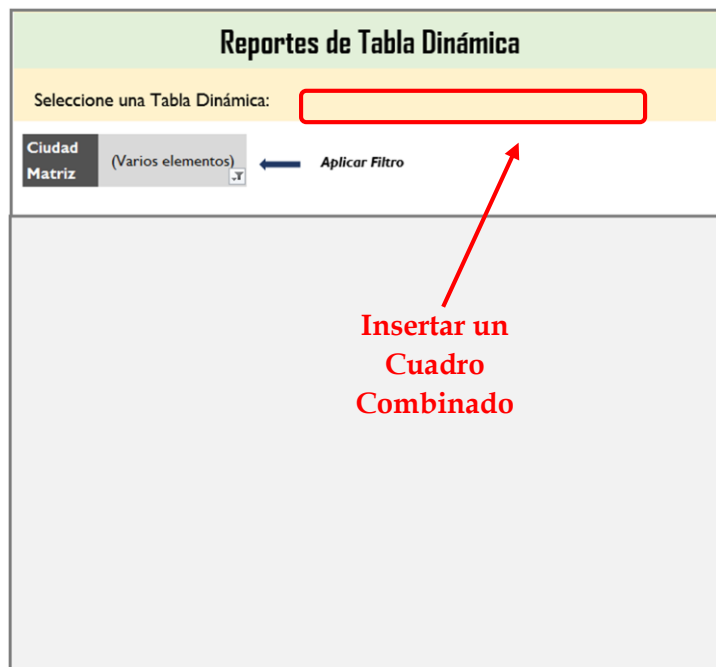 Reportes de Tabla Dinámica
Seleccione una Tabla Dinámica:
Ciudad
Matriz
(Varios elementos)
Aplicar Filtro
Insertar un
Cuadro
Combinado